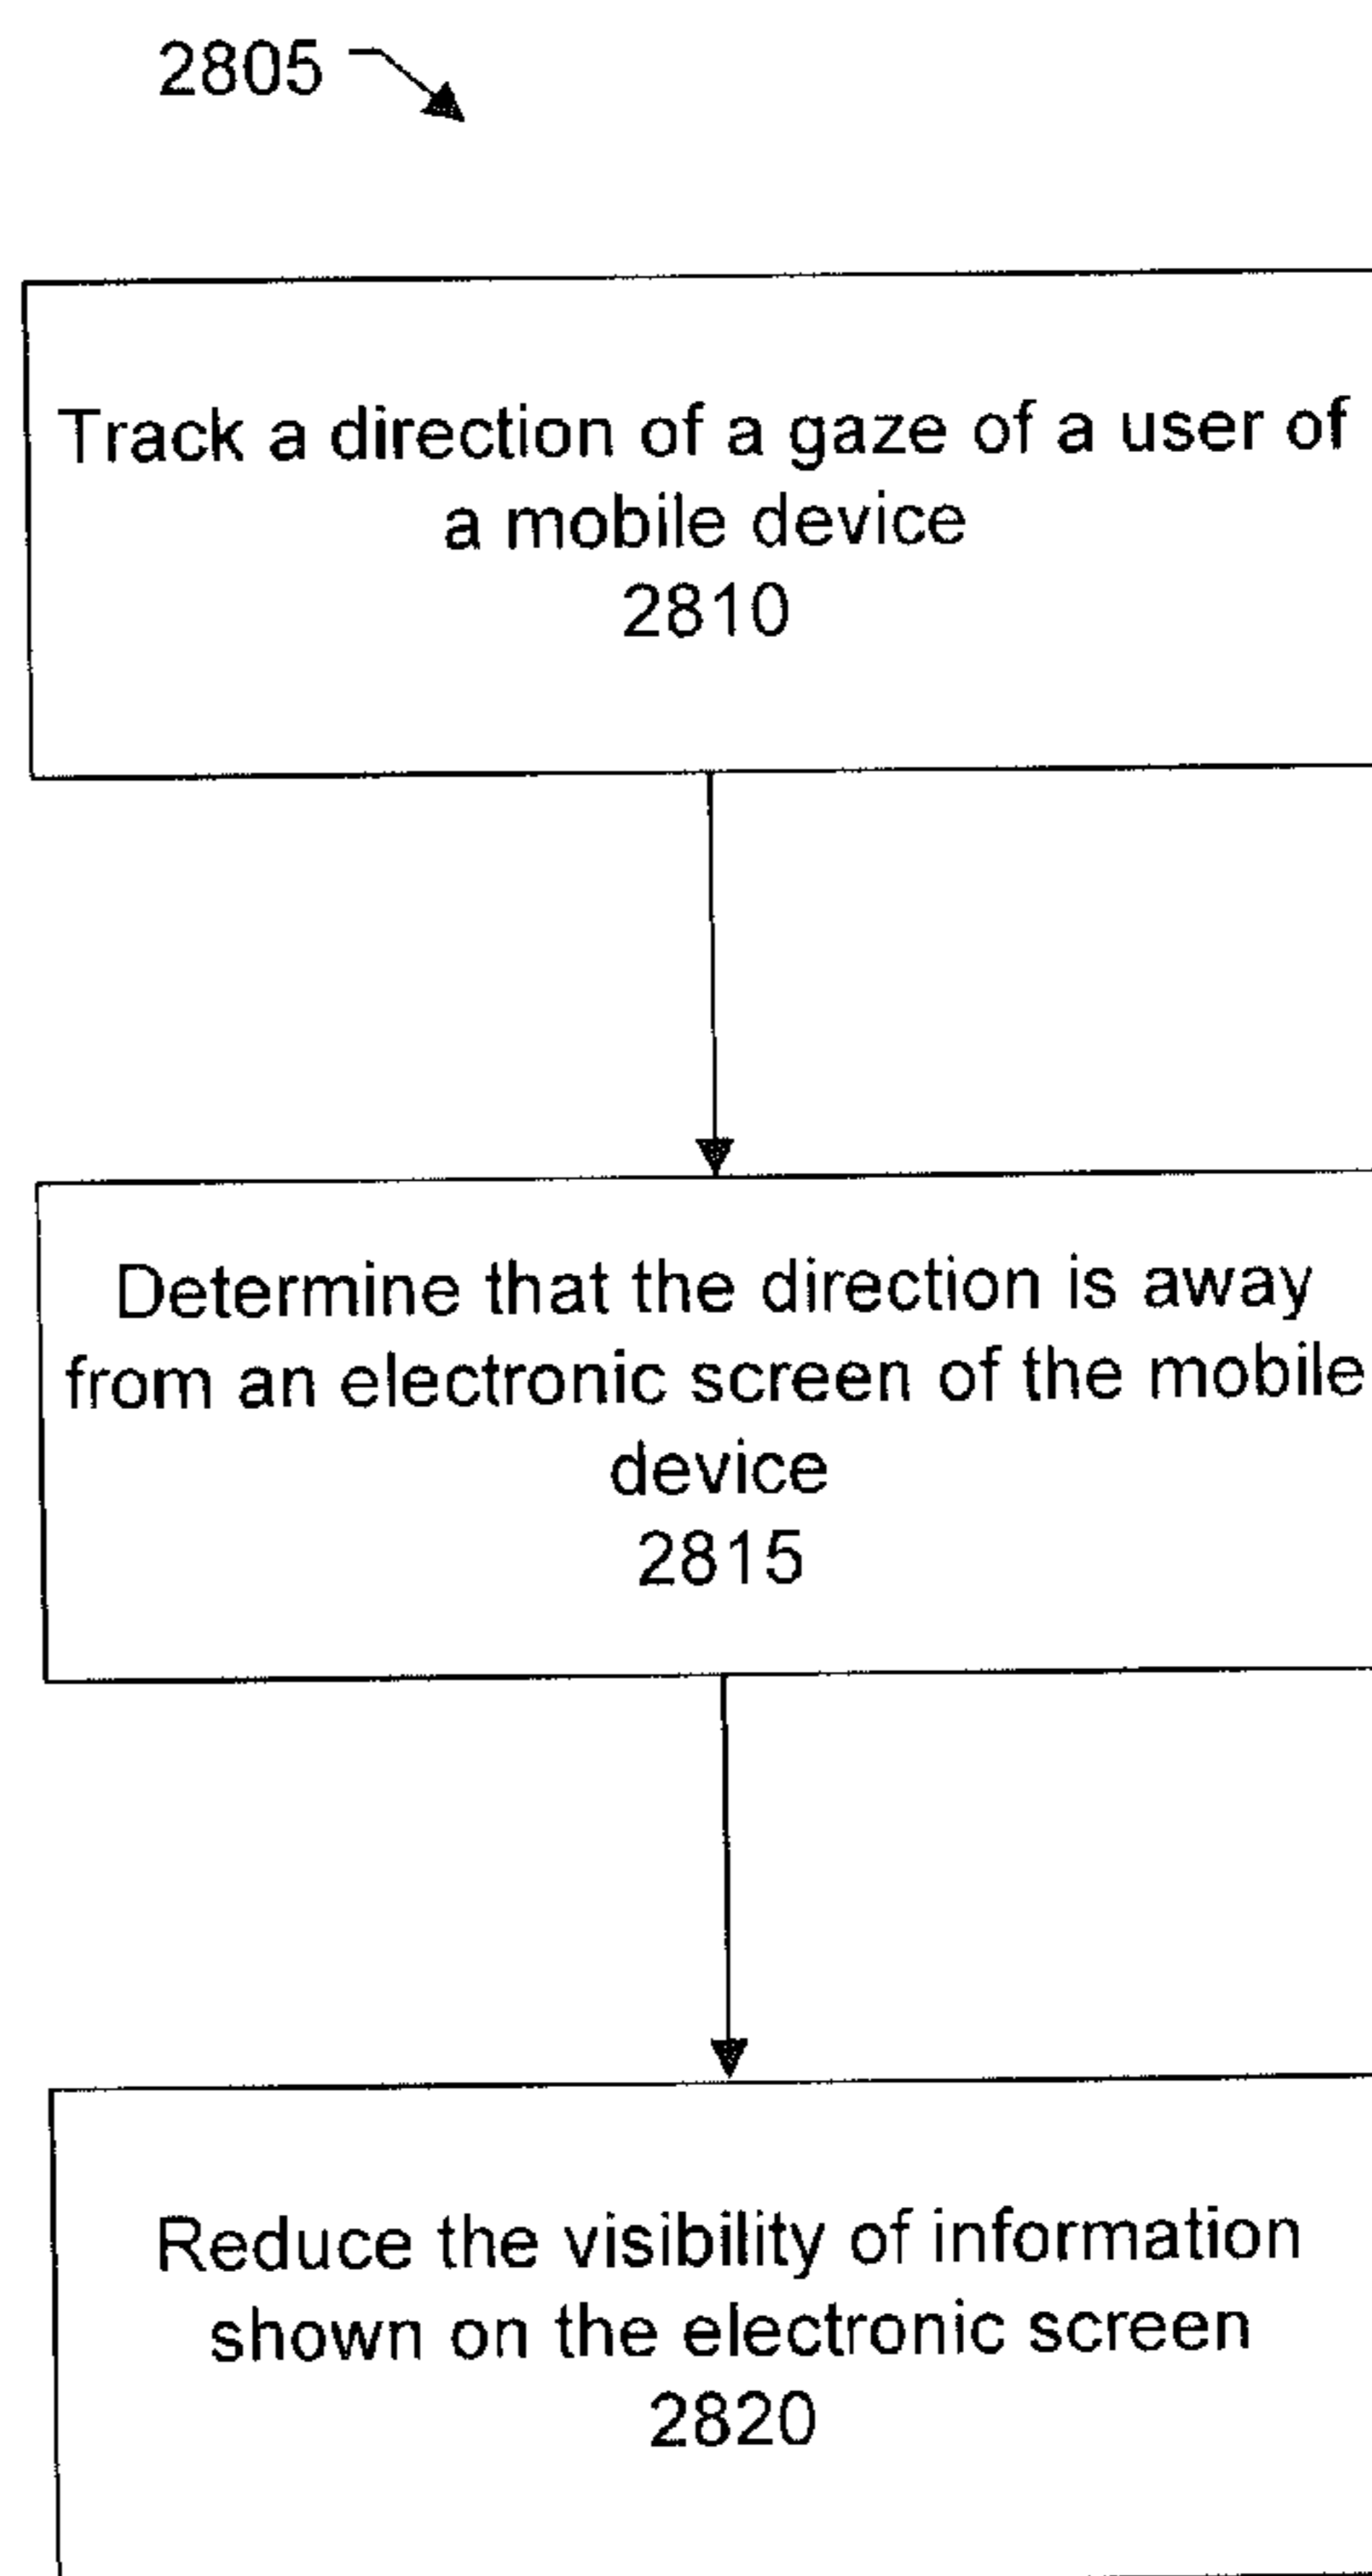 2805
Track a direction of a gaze of a user of
a mobile device
2810
Determine that the direction is away
from an electronic screen of the mobile
device
2815
Reduce the visibility of information
shown on the electronic screen
2820